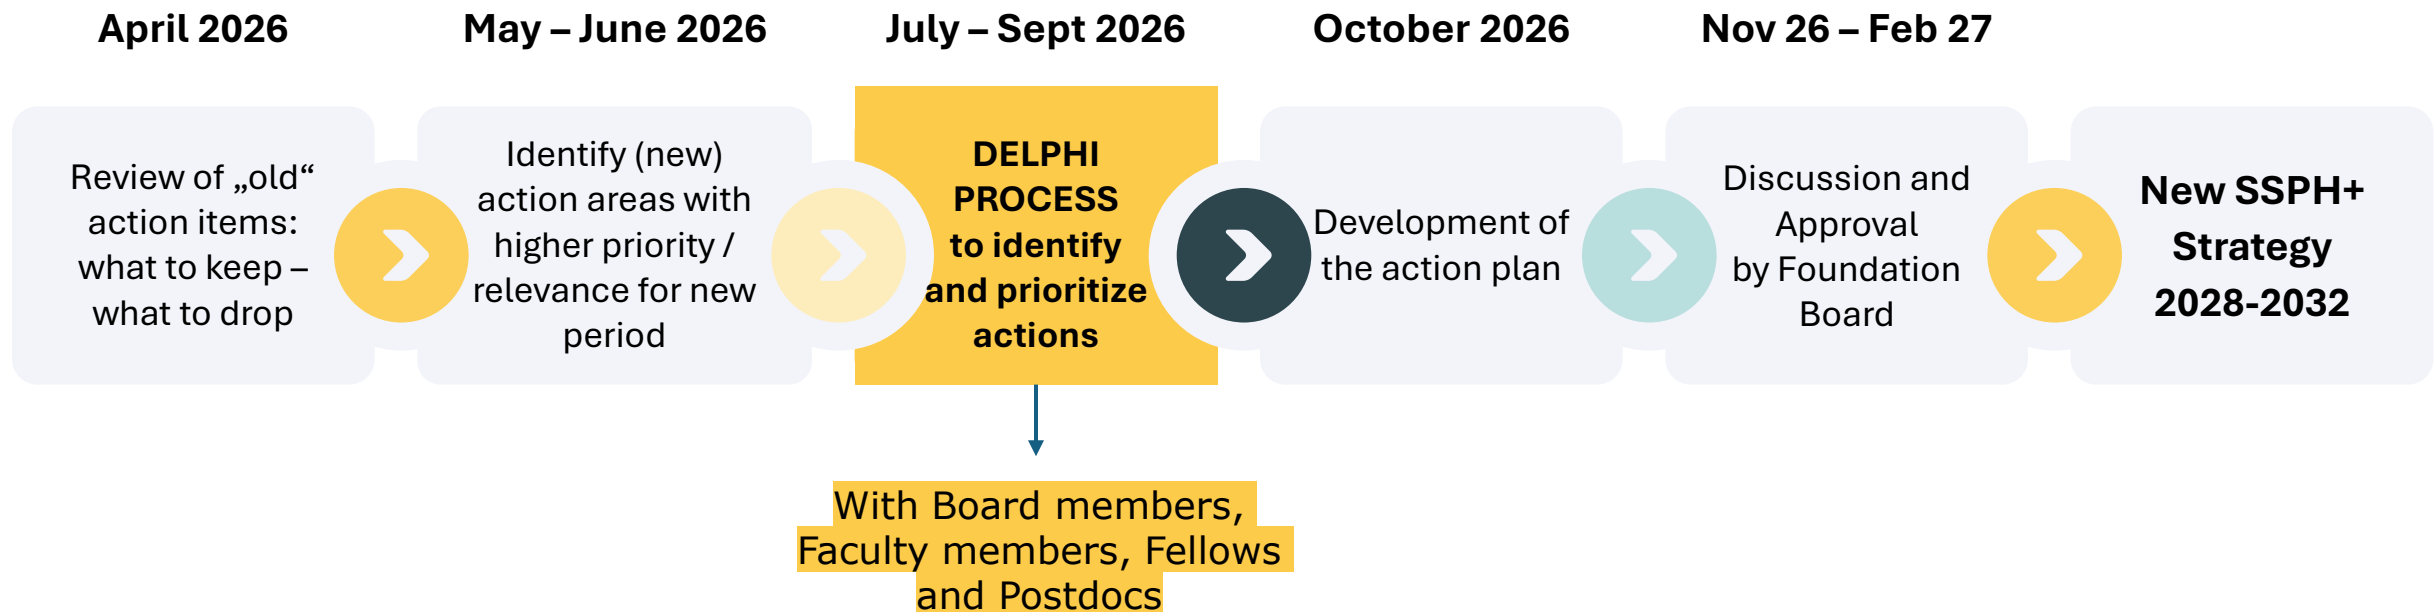 April 2026
May – June 2026
July – Sept 2026
October 2026
Nov 26 – Feb 27
Review of „old“
action items:
what to keep –
what to drop
Identify (new)
action areas with
higher priority /
relevance for new
period
DELPHI
PROCESS
to identify
and prioritize
actions
Development of
the action plan
Discussion and
Approval
by Foundation
Board
New SSPH+
Strategy
2028-2032
With Board members,
Faculty members, Fellows
and Postdocs